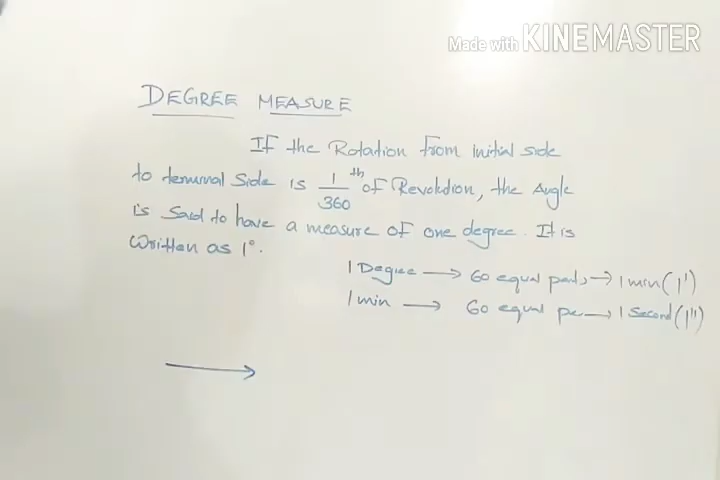 Made with KINEMASTER
DEGREE MEASURE
If the Rotation from initial side
to terminal side is 1/360 th of Revolution, the Angle
is said to have a measure of one degree. It is
written as 1°.
1 Degree → 60 equal parts → 1 min (1')
1 min → 60 equal pa → 1 second (1")